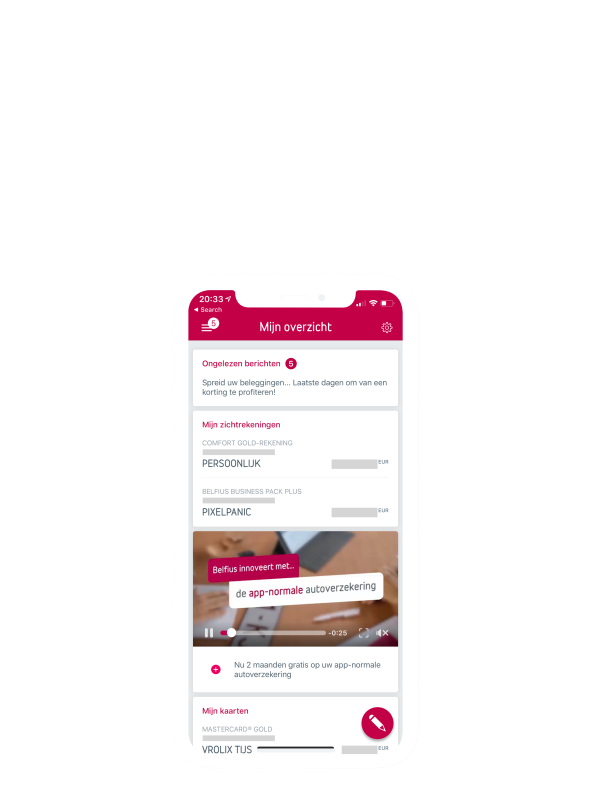 20:33
Search
5
Mijn overzicht
Ongelezen berichten 5
Spreid uw beleggingen... Laatste dagen om van een
korting te profiteren!
Mijn zichtrekeningen
COMFORT GOLD-REKENING
PERSOONLIJK EUR
BELFIUS BUSINESS PACK PLUS
PIXELPANIC EUR
Belfius innoveert met..
de app-normale autoverzekering
-0:25
Nu 2 maanden gratis op uw app-normale
autoverzekering
Mijn kaarten
MASTERCARD® GOLD
VROLIX TIJS EUR